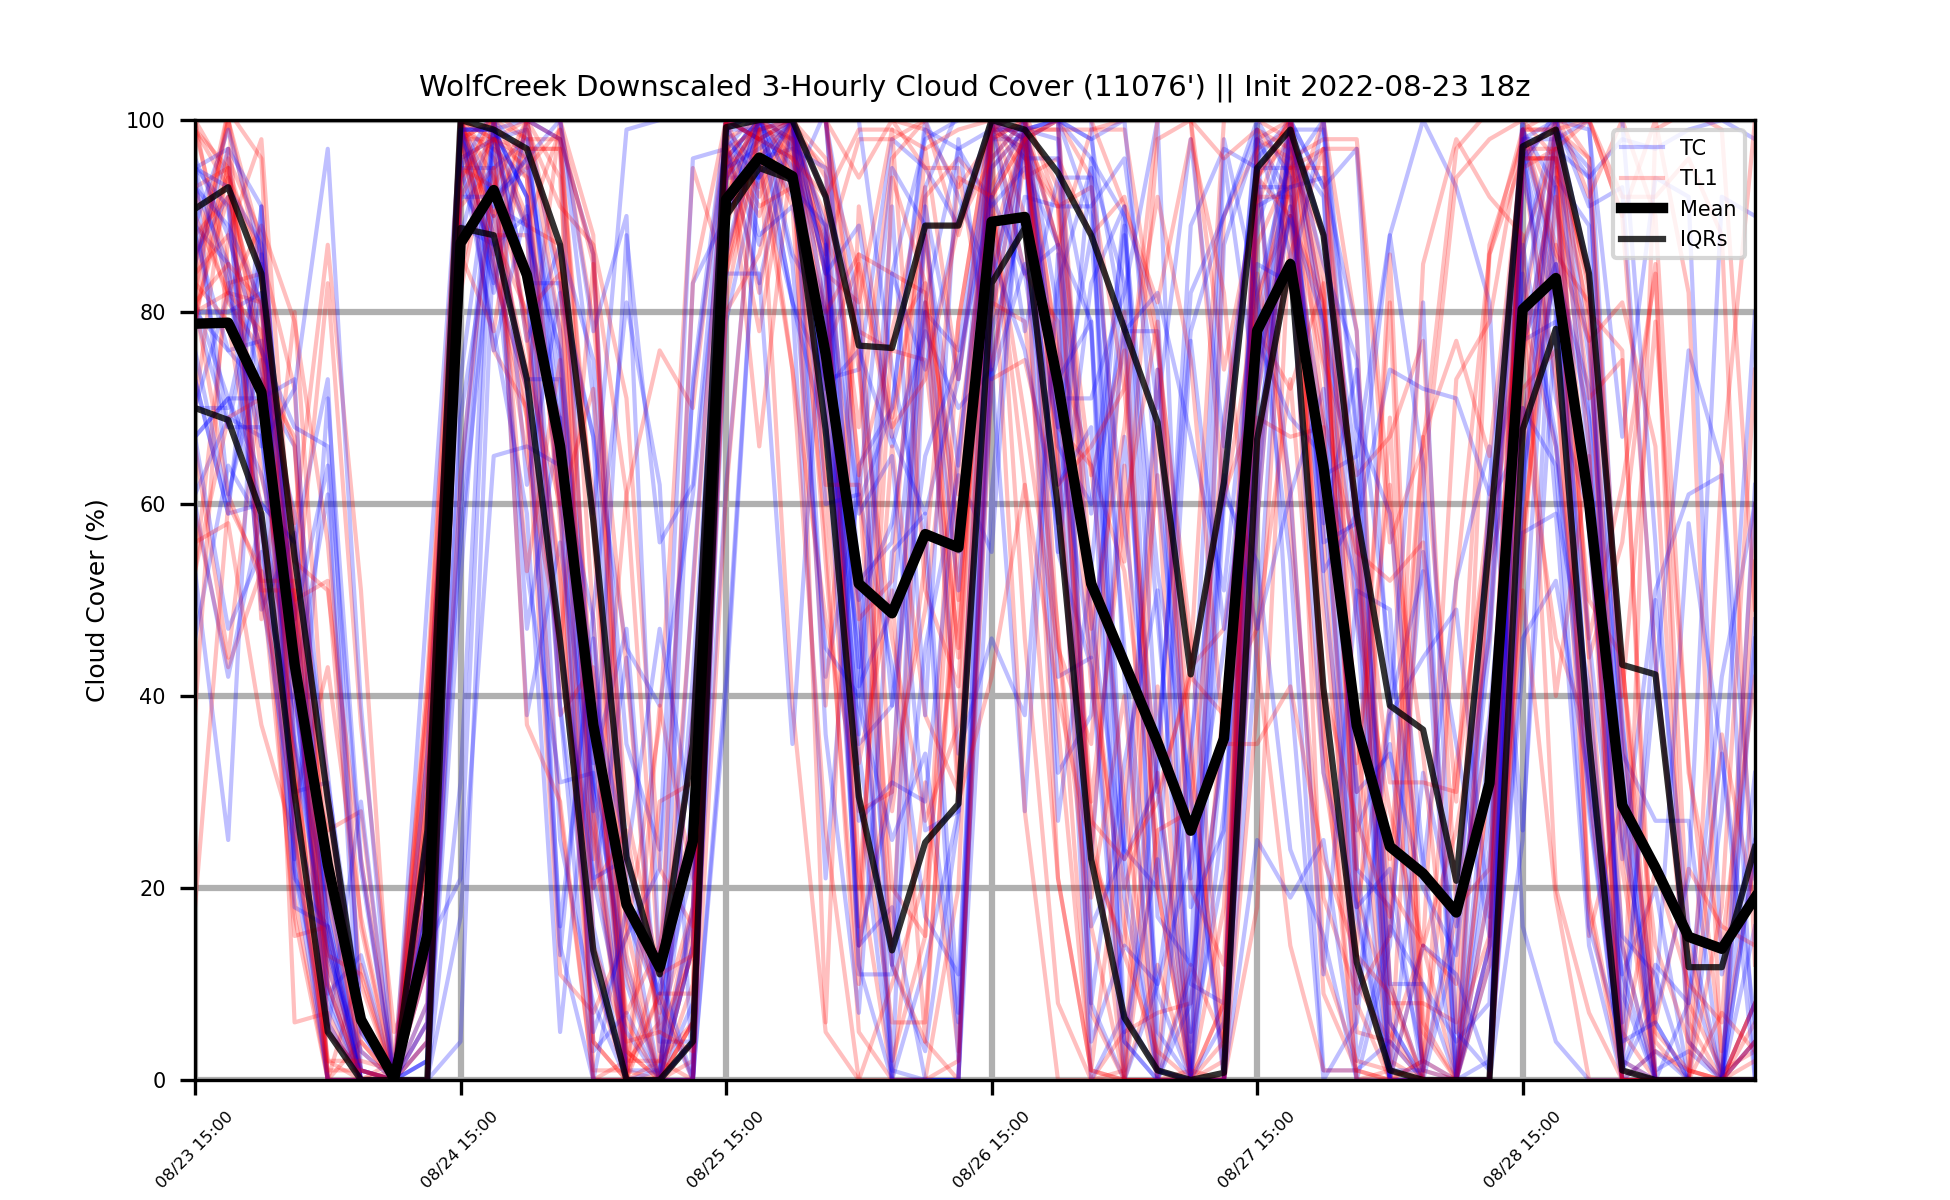 WolfCreek Downscaled 3-Hourly Cloud Cover (11076') || Init 2022-08-23 18z
Cloud Cover (%)
100
80
60
40
20
0
TC
TL1
Mean
IQRs
08/23 15:00
08/24 15:00
08/25 15:00
08/26 15:00
08/27 15:00
08/28 15:00